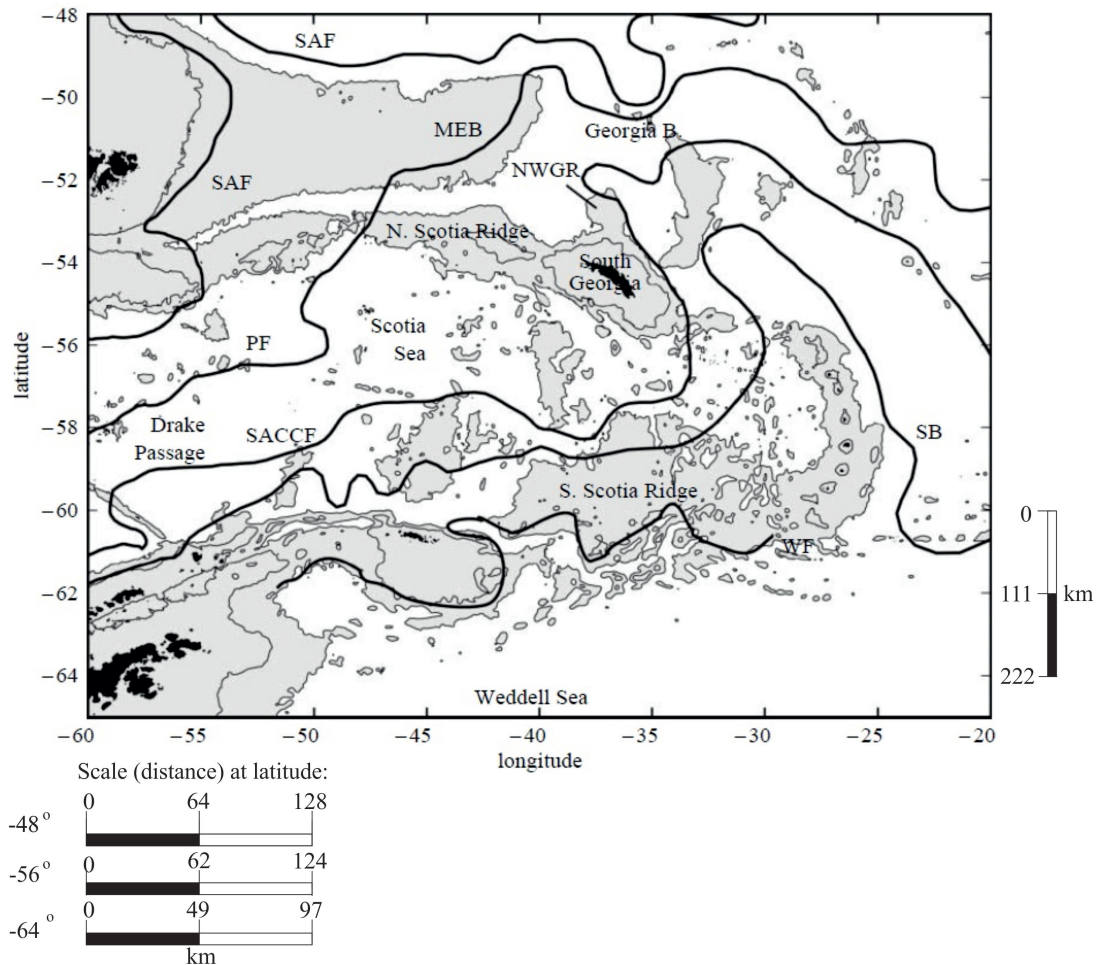 −48
−50
−52
−54
−56
−58
−60
−62
−64
latitude
SAF
MEB
Georgia B.
NWGR
SAF
N. Scotia Ridge
South
Georgia
Scotia
Sea
PF
Drake
Passage
SACCF
SB
S. Scotia Ridge
WF
Weddell Sea
0
111 km
222
−60 −55 −50 −45 −40 −35 −30 −25 −20
longitude
Scale (distance) at latitude:
0 64 128
-48 o
0 62 124
-56 o
0 49 97
-64 o
km